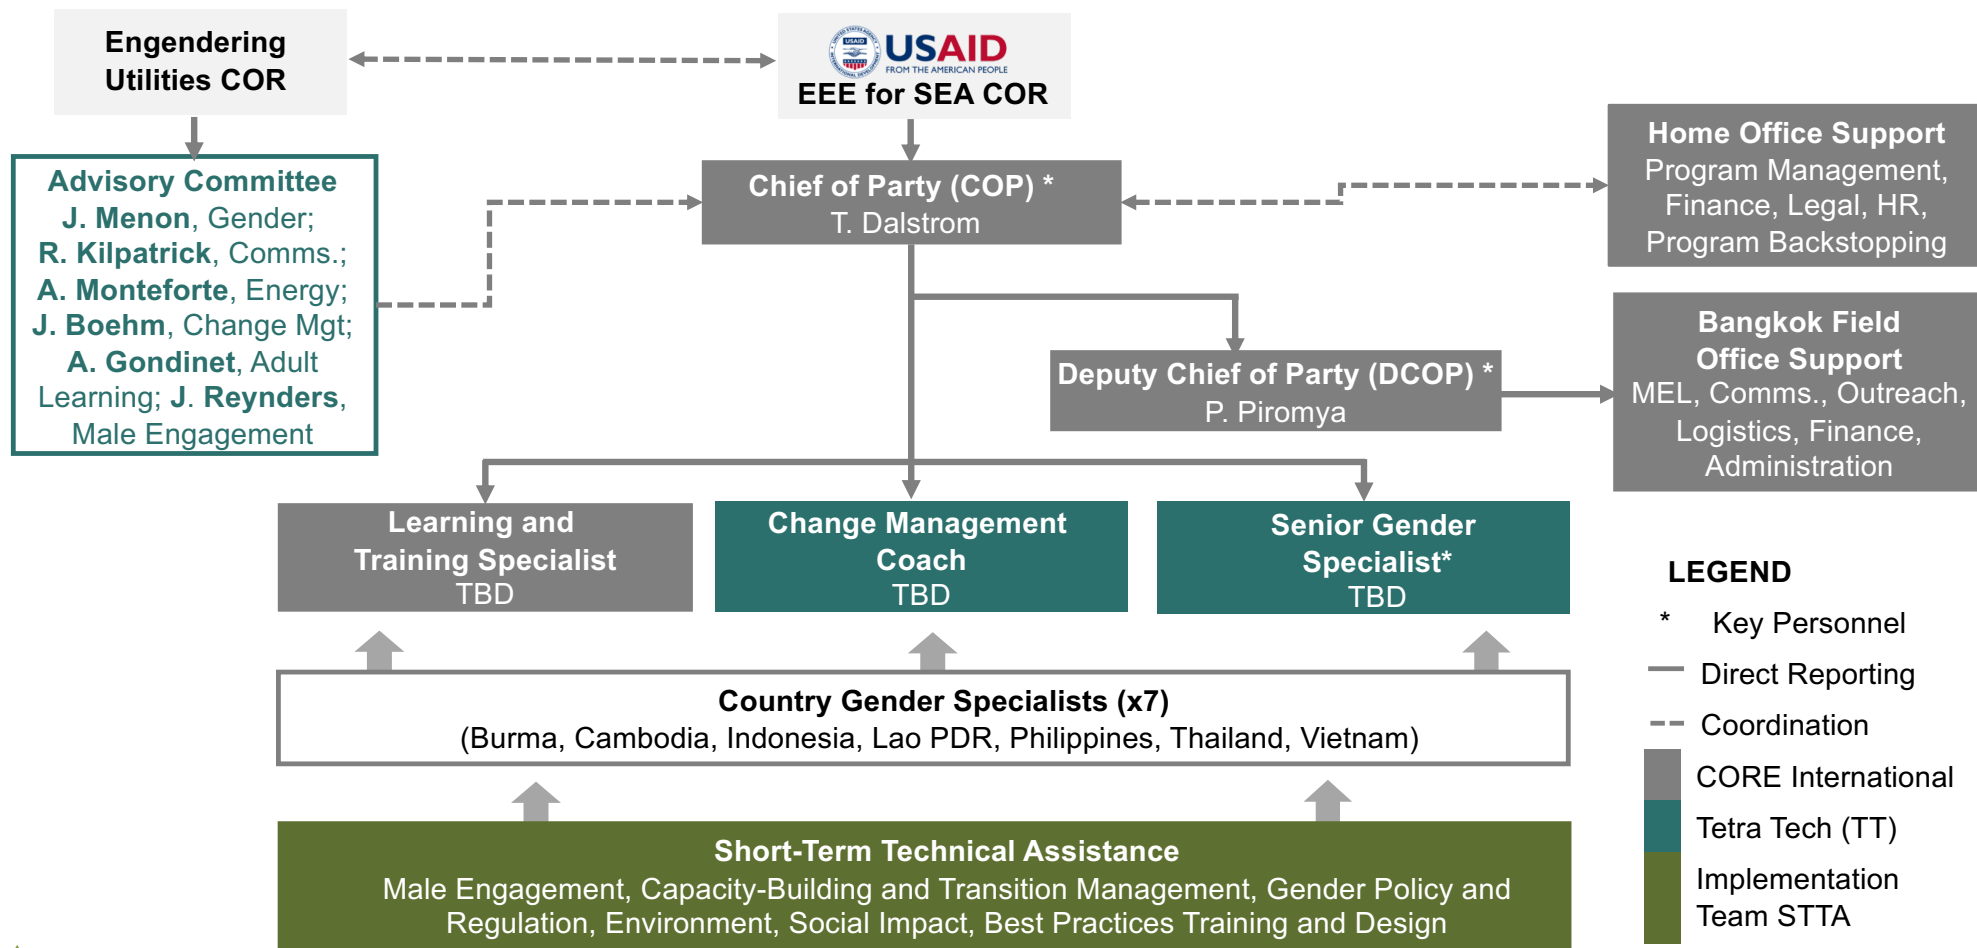 Engendering
Utilities COR
USAID
USAID
FROM THE AMERICAN PEOPLE
EEE for SEA COR
Advisory Committee
J. Menon, Gender;
R. Kilpatrick, Comms.;
A. Monteforte, Energy;
J. Boehm, Change Mgt;
A. Gondinet, Adult
Learning; J. Reynders,
Male Engagement
Chief of Party (COP) *
T. Dalstrom
Home Office Support
Program Management,
Finance, Legal, HR,
Program Backstopping
Deputy Chief of Party (DCOP) *
P. Piromya
Bangkok Field
Office Support
MEL, Comms., Outreach,
Logistics, Finance,
Administration
Learning and
Training Specialist
TBD
Change Management
Coach
TBD
Senior Gender
Specialist*
TBD
Country Gender Specialists (x7)
(Burma, Cambodia, Indonesia, Lao PDR, Philippines, Thailand, Vietnam)
Short-Term Technical Assistance
Male Engagement, Capacity-Building and Transition Management, Gender Policy and
Regulation, Environment, Social Impact, Best Practices Training and Design
LEGEND
* Key Personnel
Direct Reporting
Coordination
CORE International
Tetra Tech (TT)
Implementation
Team STTA